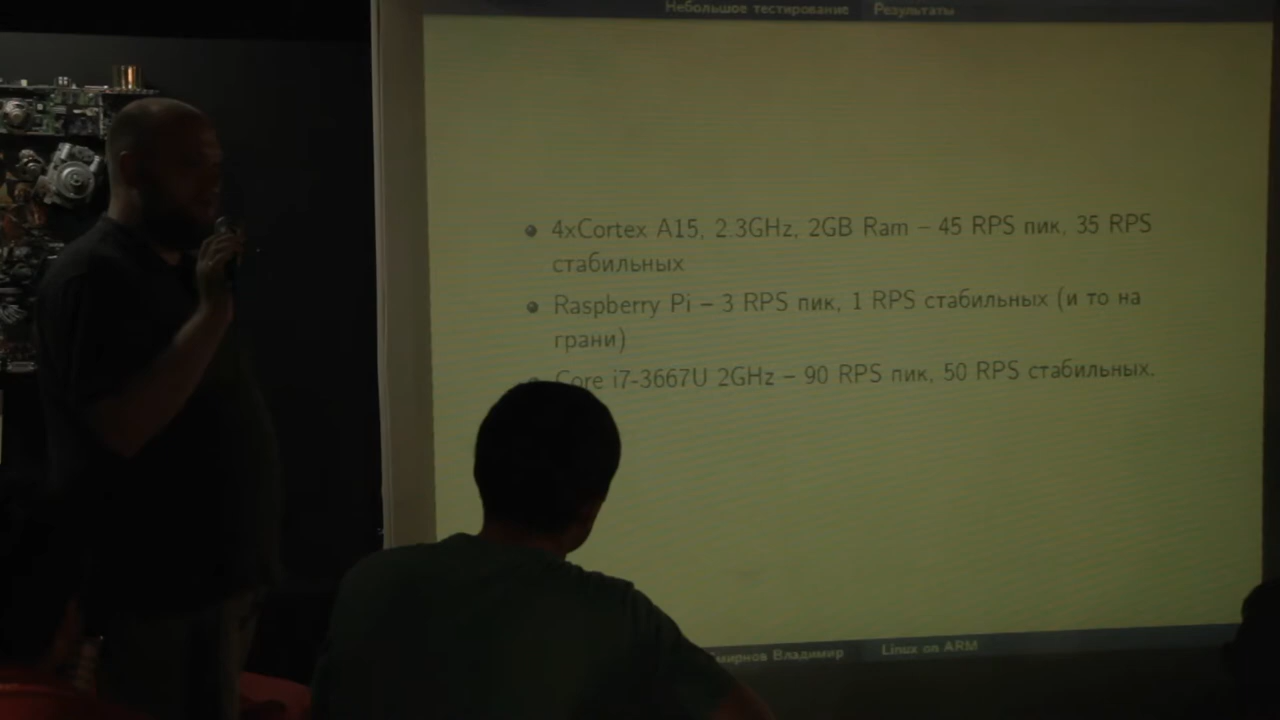 Небольшое тестирование Результаты
4xCortex A15, 2.3GHz, 2GB Ram – 45 RPS пик, 35 RPS
стабильных
Raspberry Pi – 3 RPS пик, 1 RPS стабильных (и то на
грани)
Core i7-3667U 2GHz – 90 RPS пик, 50 RPS стабильных.
мирнов Владимир Linux on ARM